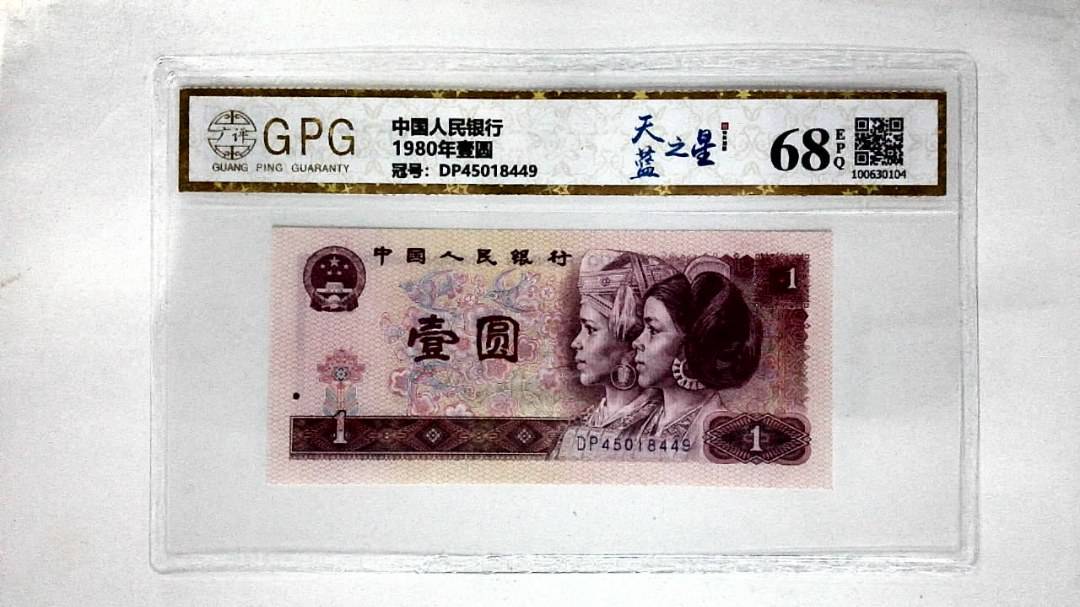 广评
GPG
GUANG PING GUARANTY
中国人民银行
1980年壹圆
冠号：DP45018449
天蓝之星
68
EPQ
100630104
中国人民银行
1
壹圆
1
DP45018449
1